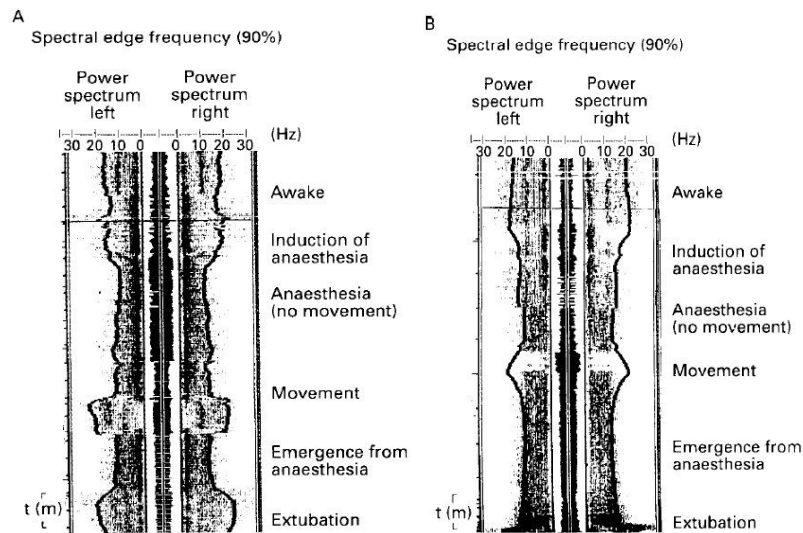 A
Spectral edge frequency (90%)
Power
spectrum
left
Power
spectrum
right
(Hz)
30 20 10 0 0 10 20 30
Awake
Induction of
anaesthesia
Anaesthesia
(no movement)
Movement
Emergence from
anaesthesia
t (m)
Extubation
B
Spectral edge frequency (90%)
Power
spectrum
left
Power
spectrum
right
(Hz)
30 20 10 0 0 10 20 30
Awake
Induction of
anaesthesia
Anaesthesia
(no movement)
Movement
Emergence from
anaesthesia
t (m)
Extubation